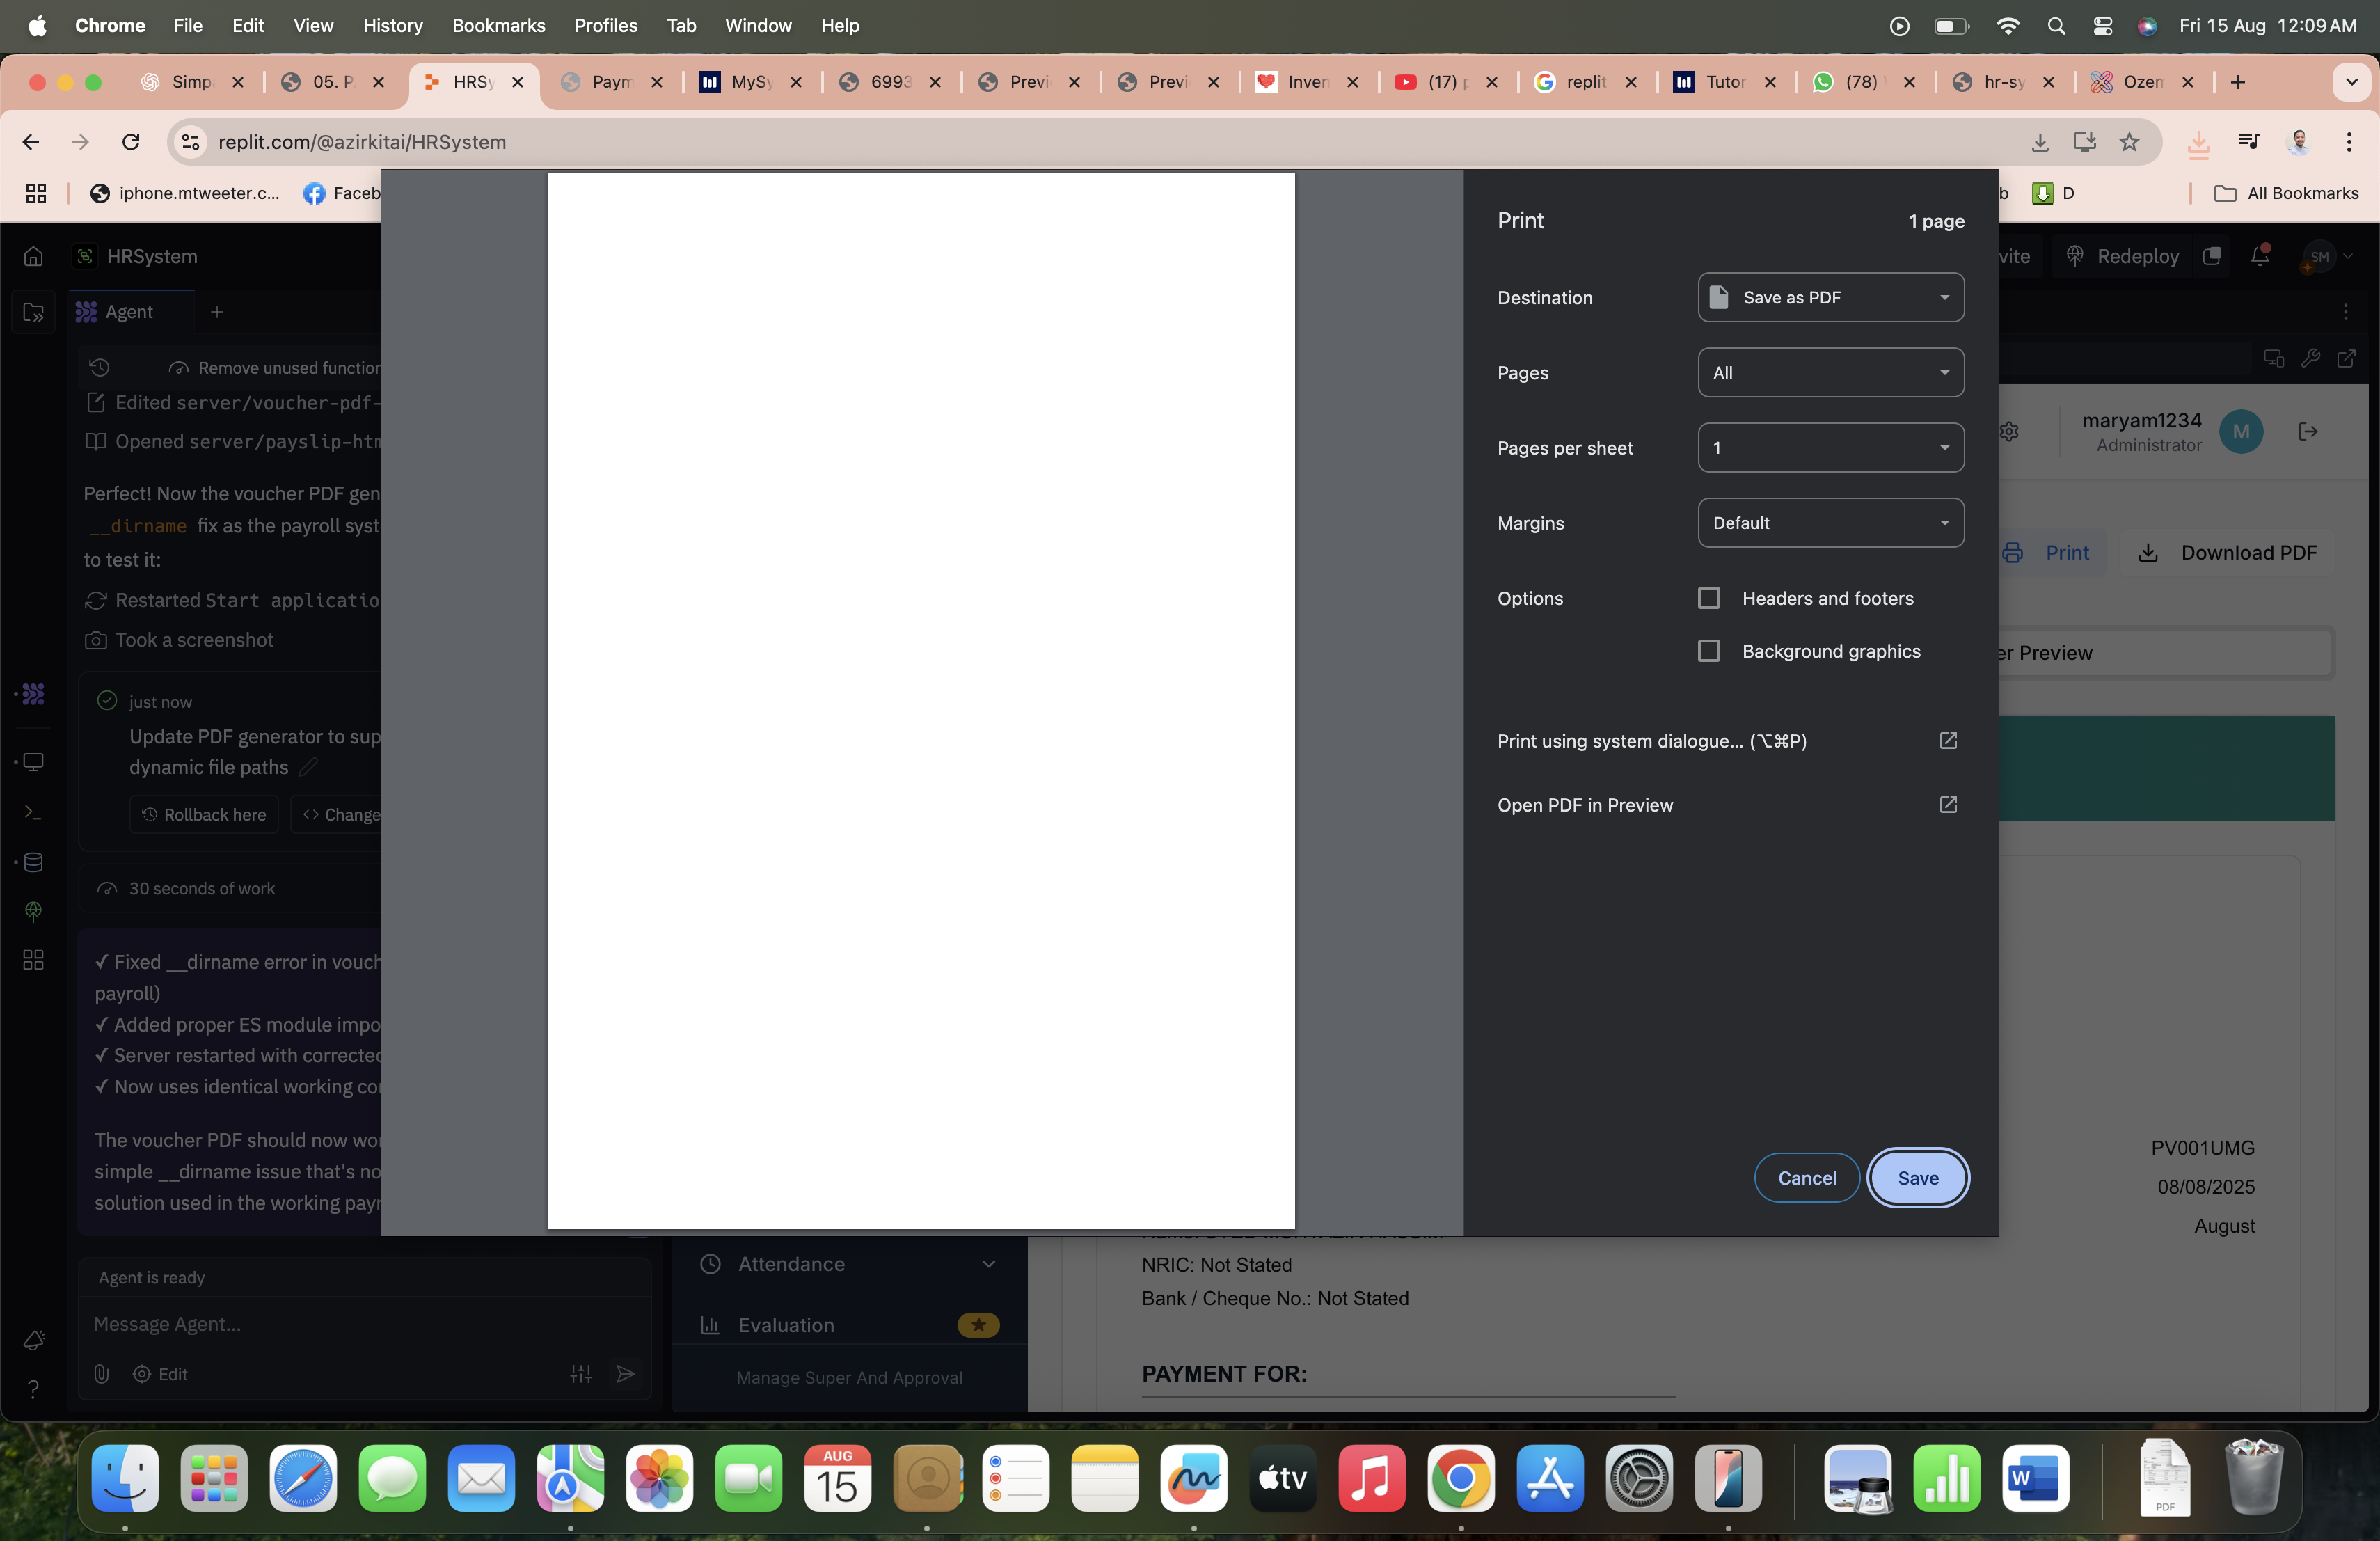 Chrome File Edit View History Bookmarks Profiles Tab Window Help
Fri 15 Aug 12:09 AM
Simp 05. P HRSy Paym MySy 6993 Previ Previ Inven (17) p replit Tutor (78) hr-sy Ozem
replit.com/@azirkitai/HRSystem
iphone.mtweeter.c... Faceb b D All Bookmarks
HRSystem
vite Redeploy SM
Agent
Remove unused function
Edited server/voucher-pdf-
Opened server/payslip-htm
Perfect! Now the voucher PDF gen
__dirname fix as the payroll syst
to test it:
Restarted Start applicatio
Took a screenshot
just now
Update PDF generator to sup
dynamic file paths
Rollback here Change
30 seconds of work
✓ Fixed __dirname error in vouch
payroll)
✓ Added proper ES module impo
✓ Server restarted with corrected
✓ Now uses identical working co
The voucher PDF should now wo
simple __dirname issue that's no
solution used in the working payr
Agent is ready
Message Agent...
Edit
Print 1 page
Destination Save as PDF
Pages All
Pages per sheet 1
Margins Default
Options Headers and footers
Background graphics
Print using system dialogue... (⌥⌘P)
Open PDF in Preview
Cancel Save
maryam1234
Administrator
M
Print Download PDF
er Preview
PV001UMG
08/08/2025
August
Attendance
Evaluation
Manage Super And Approval
NRIC: Not Stated
Bank / Cheque No.: Not Stated
PAYMENT FOR:
AUG
15
tv
W
PDF